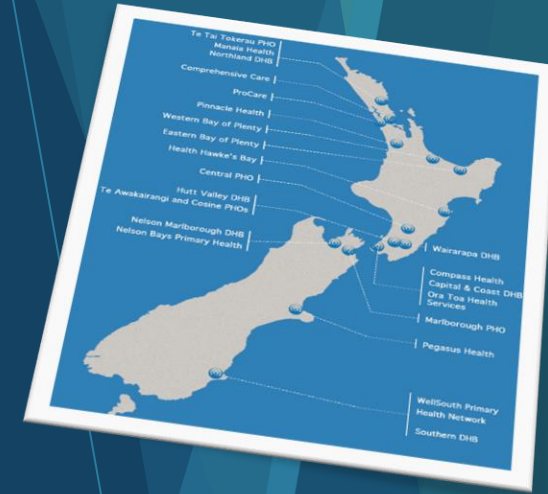 Te Tai Tokerau PHO
Manaia Health
Northland DHB
Comprehensive Care
ProCare
Pinnacle Health
Western Bay of Plenty
Eastern Bay of Plenty
Health Hawke's Bay
Central PHO
Hutt Valley DHB
Te Awakairangi and Cosine PHOs
Nelson Marlborough DHB
Nelson Bays Primary Health
Wairarapa DHB
Compass Health
Capital & Coast DHB
Ora Toa Health
Services
Marlborough PHO
Pegasus Health
WellSouth Primary
Health Network
Southern DHB